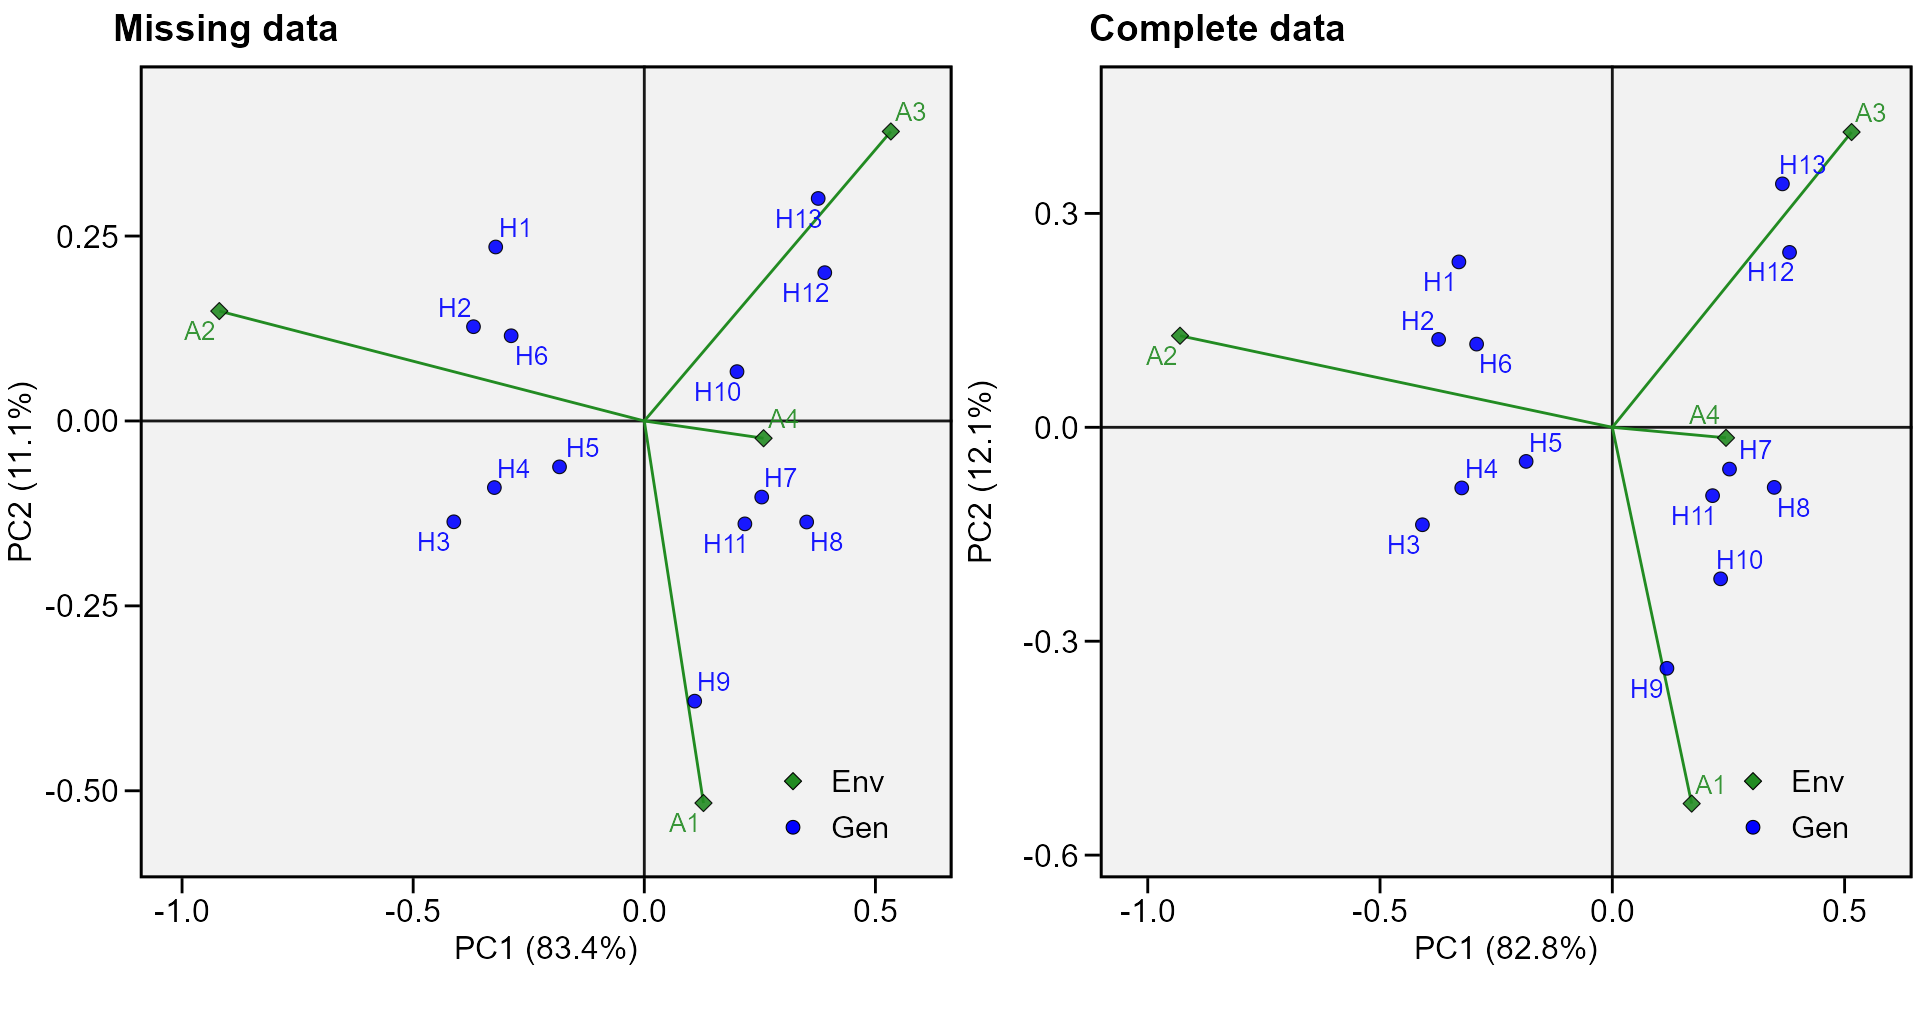 Missing data
A3
H13
H1
H12
H2
A2
H6
H10
A4
H5
H4
H7
H3
H11
H8
H9
A1
Env
Gen
0.25
0.00
-0.25
-0.50
-1.0
-0.5
0.0
0.5
PC1 (83.4%)
PC2 (11.1%)
Complete data
A3
H13
H12
H1
H2
A2
H6
A4
H5
H7
H4
H8
H11
H3
H10
H9
A1
Env
Gen
0.3
0.0
-0.3
-0.6
-1.0
-0.5
0.0
0.5
PC1 (82.8%)
PC2 (12.1%)